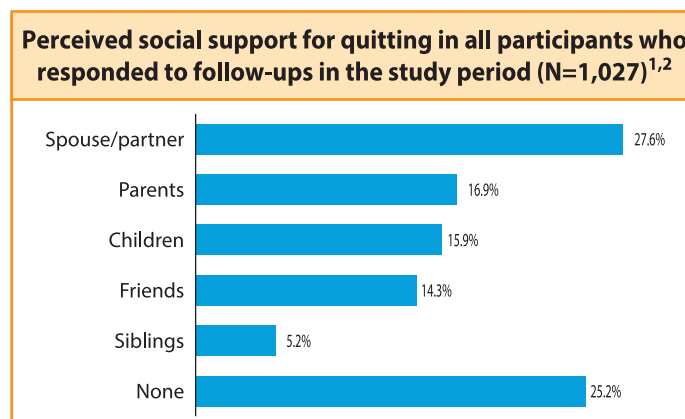 Perceived social support for quitting in all participants who
responded to follow-ups in the study period (N=1,027)1,2
Spouse/partner 27.6%
Parents 16.9%
Children 15.9%
Friends 14.3%
Siblings 5.2%
None 25.2%